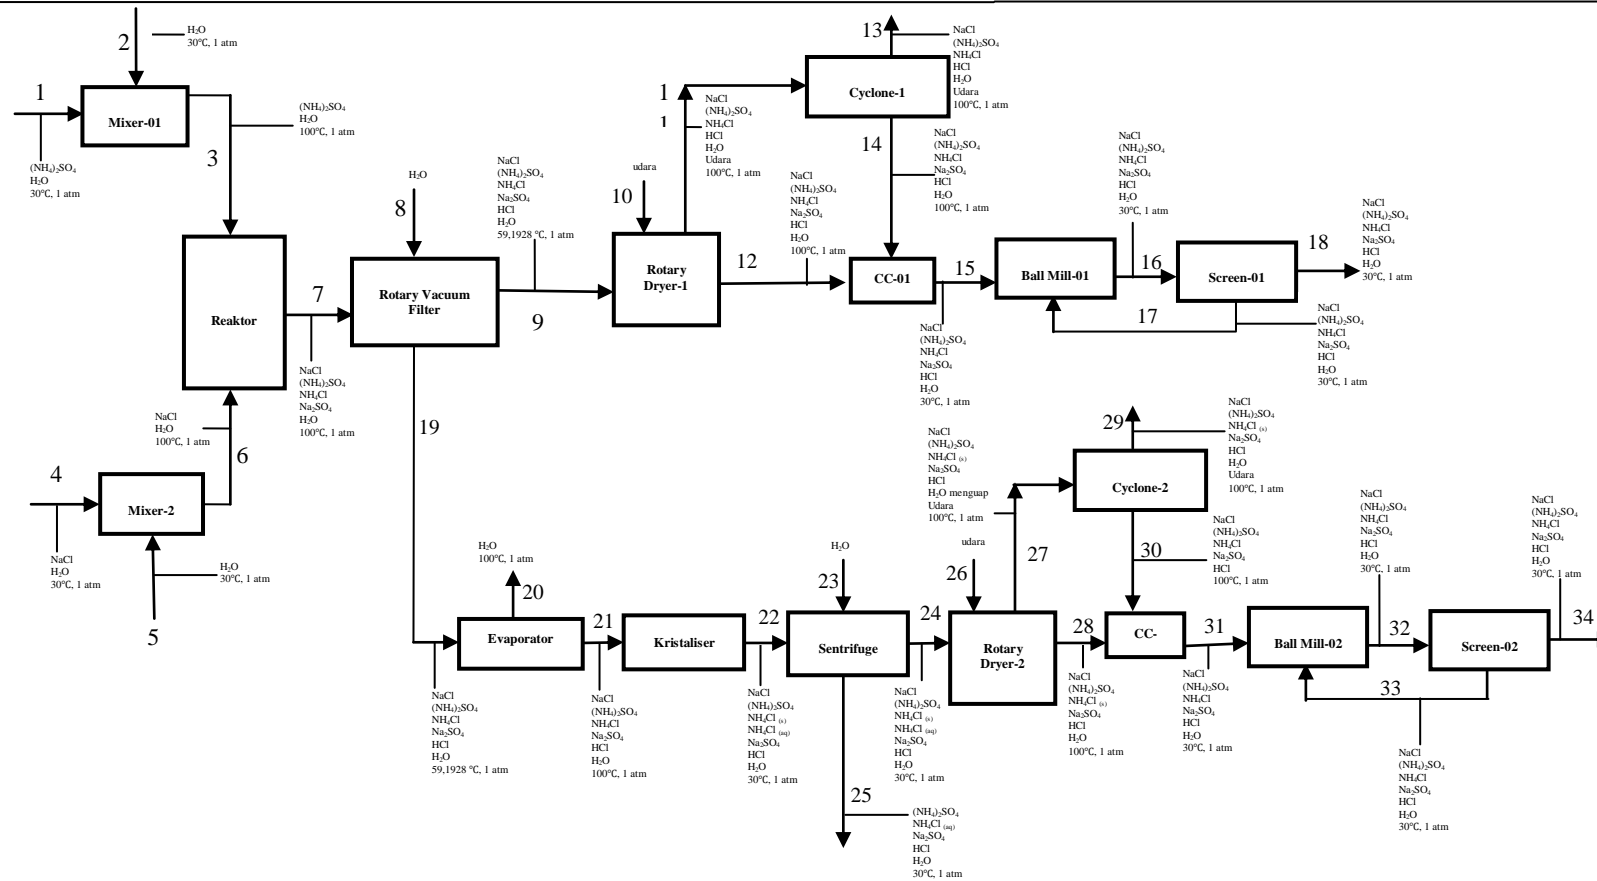 2
H₂O
30℃, 1 atm
1
Mixer-01
(NH₄)₂SO₄
H₂O
30℃, 1 atm
(NH₄)₂SO₄
H₂O
100℃, 1 atm
3
Reaktor
4
Mixer-2
NaCl
H₂O
30℃, 1 atm
H₂O
30℃, 1 atm
5
NaCl
H₂O
100℃, 1 atm
6
7
NaCl
(NH₄)₂SO₄
NH₄Cl
Na₂SO₄
H₂O
100℃, 1 atm
H₂O
8
Rotary Vacuum
Filter
NaCl
(NH₄)₂SO₄
NH₄Cl
Na₂SO₄
HCl
H₂O
59,1928 ℃, 1 atm
9
udara
10
Rotary
Dryer-1
1
1
NaCl
(NH₄)₂SO₄
NH₄Cl
HCl
H₂O
Udara
100℃, 1 atm
Cyclone-1
13
NaCl
(NH₄)₂SO₄
NH₄Cl
HCl
H₂O
Udara
100℃, 1 atm
14
NaCl
(NH₄)₂SO₄
NH₄Cl
Na₂SO₄
HCl
H₂O
100℃, 1 atm
12
NaCl
(NH₄)₂SO₄
NH₄Cl
Na₂SO₄
HCl
H₂O
100℃, 1 atm
CC-01
15
NaCl
(NH₄)₂SO₄
NH₄Cl
Na₂SO₄
HCl
H₂O
30℃, 1 atm
Ball Mill-01
NaCl
(NH₄)₂SO₄
NH₄Cl
Na₂SO₄
HCl
H₂O
30℃, 1 atm
16
Screen-01
17
NaCl
(NH₄)₂SO₄
NH₄Cl
Na₂SO₄
HCl
H₂O
30℃, 1 atm
18
NaCl
(NH₄)₂SO₄
NH₄Cl
Na₂SO₄
HCl
H₂O
30℃, 1 atm
19
NaCl
(NH₄)₂SO₄
NH₄Cl
Na₂SO₄
HCl
H₂O
59,1928 ℃, 1 atm
Evaporator
H₂O
100℃, 1 atm
20
21
NaCl
(NH₄)₂SO₄
NH₄Cl
Na₂SO₄
HCl
H₂O
100℃, 1 atm
Kristaliser
22
NaCl
(NH₄)₂SO₄
NH₄Cl (s)
NH₄Cl (aq)
Na₂SO₄
HCl
H₂O
30℃, 1 atm
H₂O
23
Sentrifuge
24
NaCl
(NH₄)₂SO₄
NH₄Cl (s)
NH₄Cl (aq)
Na₂SO₄
HCl
H₂O
30℃, 1 atm
25
(NH₄)₂SO₄
NH₄Cl (aq)
Na₂SO₄
HCl
H₂O
30℃, 1 atm
udara
26
Rotary
Dryer-2
27
NaCl
(NH₄)₂SO₄
NH₄Cl (s)
Na₂SO₄
HCl
H₂O menguap
Udara
100℃, 1 atm
Cyclone-2
29
NaCl
(NH₄)₂SO₄
NH₄Cl (s)
Na₂SO₄
HCl
H₂O
Udara
100℃, 1 atm
30
NaCl
(NH₄)₂SO₄
NH₄Cl
Na₂SO₄
HCl
100℃, 1 atm
28
NaCl
(NH₄)₂SO₄
NH₄Cl (s)
Na₂SO₄
HCl
H₂O
100℃, 1 atm
CC-
31
NaCl
(NH₄)₂SO₄
NH₄Cl
Na₂SO₄
HCl
H₂O
30℃, 1 atm
Ball Mill-02
NaCl
(NH₄)₂SO₄
NH₄Cl
Na₂SO₄
HCl
H₂O
30℃, 1 atm
32
Screen-02
33
NaCl
(NH₄)₂SO₄
NH₄Cl
Na₂SO₄
HCl
H₂O
30℃, 1 atm
NaCl
(NH₄)₂SO₄
NH₄Cl
Na₂SO₄
HCl
H₂O
30℃, 1 atm
34